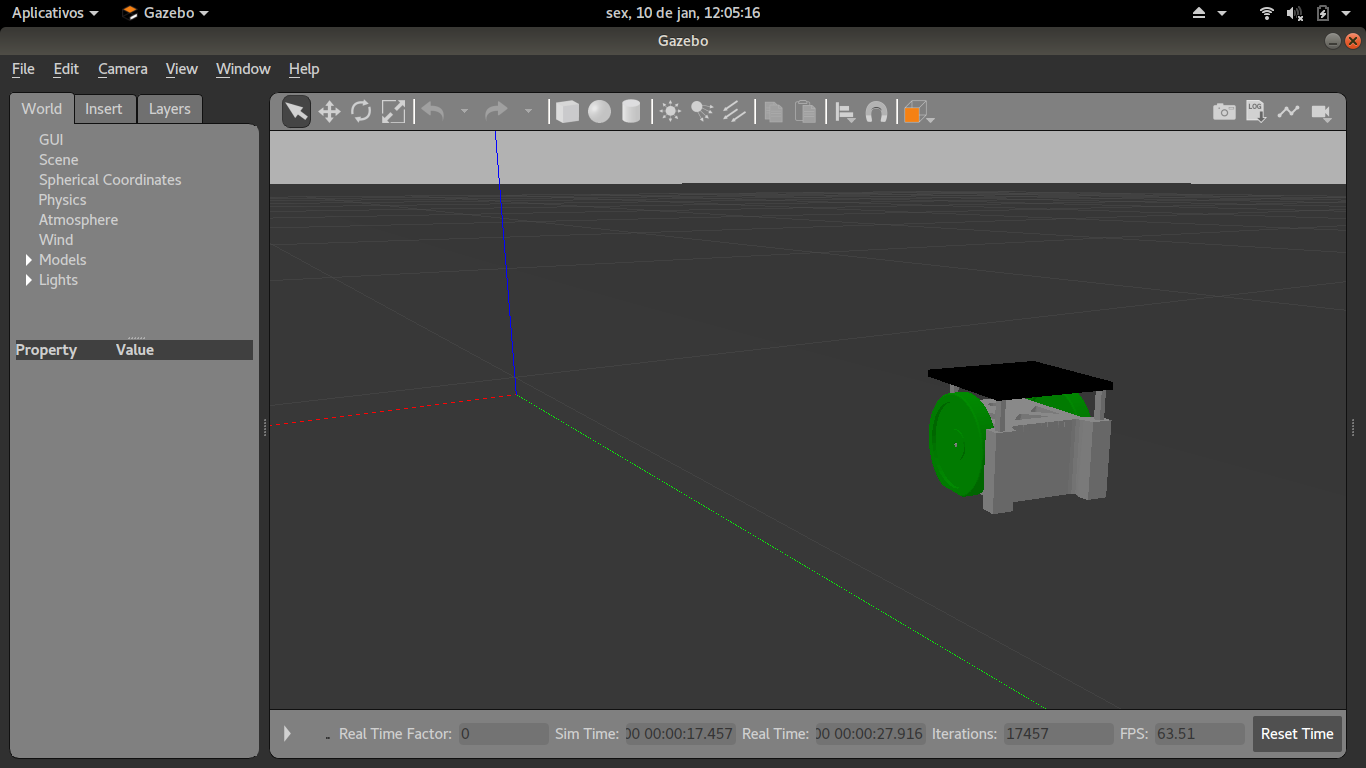 Aplicativos Gazebo sex, 10 de jan, 12:05:16
Gazebo
File Edit Camera View Window Help
World Insert Layers
LOG
GUI
Scene
Spherical Coordinates
Physics
Atmosphere
Wind
Models
Lights
Property Value
Real Time Factor: 0 Sim Time: 00 00:00:17.457 Real Time: 00 00:00:27.916 Iterations: 17457 FPS: 63.51 Reset Time